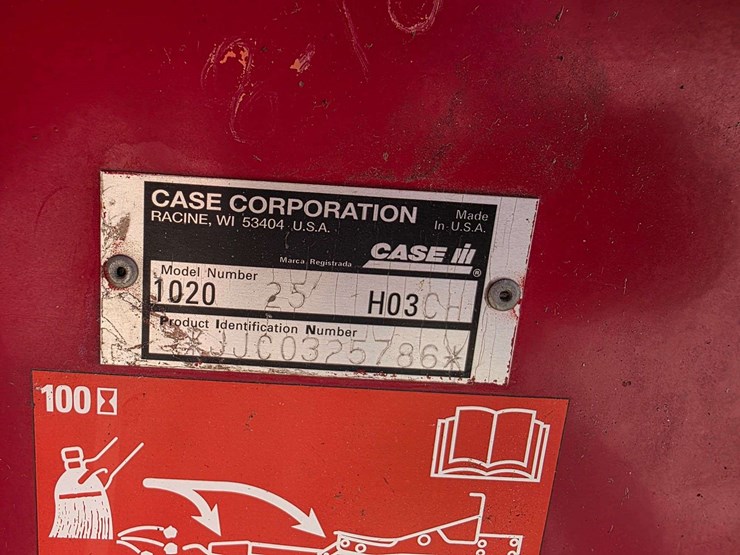 CASE CORPORATION
RACINE, WI 53404 U.S.A.
Made
In U.S.A.
Marca Registrada
CASE IH ®
Model Number
1020 25' H03CH
Product Identification Number
*JJC0325786*
100